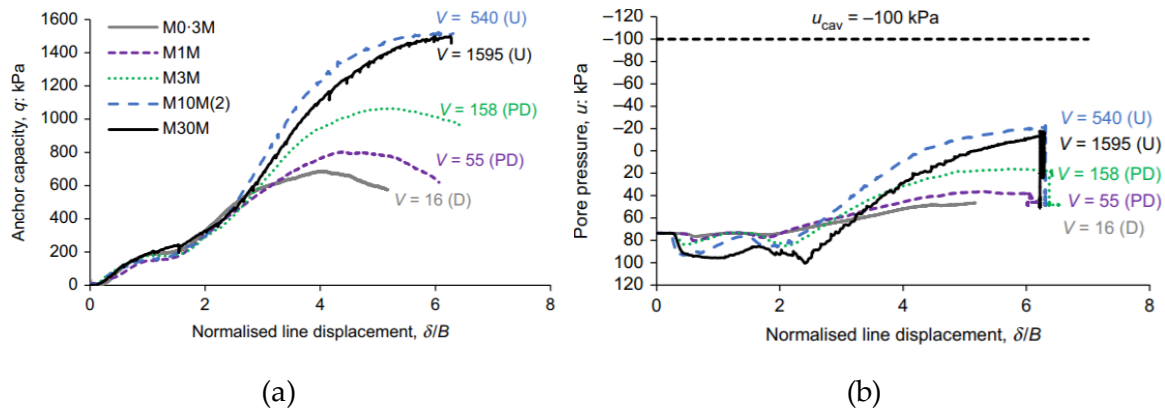 1600
1400
1200
1000
800
600
400
200
0
Anchor capacity, q: kPa
M0·3M
M1M
M3M
M10M(2)
M30M
V = 540 (U)
V = 1595 (U)
V = 158 (PD)
V = 55 (PD)
V = 16 (D)
0 2 4 6 8
Normalised line displacement, δ/B
(a)
−120
−100
−80
−60
−40
−20
0
20
40
60
80
100
120
Pore pressure, u: kPa
u_cav = −100 kPa
V = 540 (U)
V = 1595 (U)
V = 158 (PD)
V = 55 (PD)
V = 16 (D)
0 2 4 6 8
Normalised line displacement, δ/B
(b)